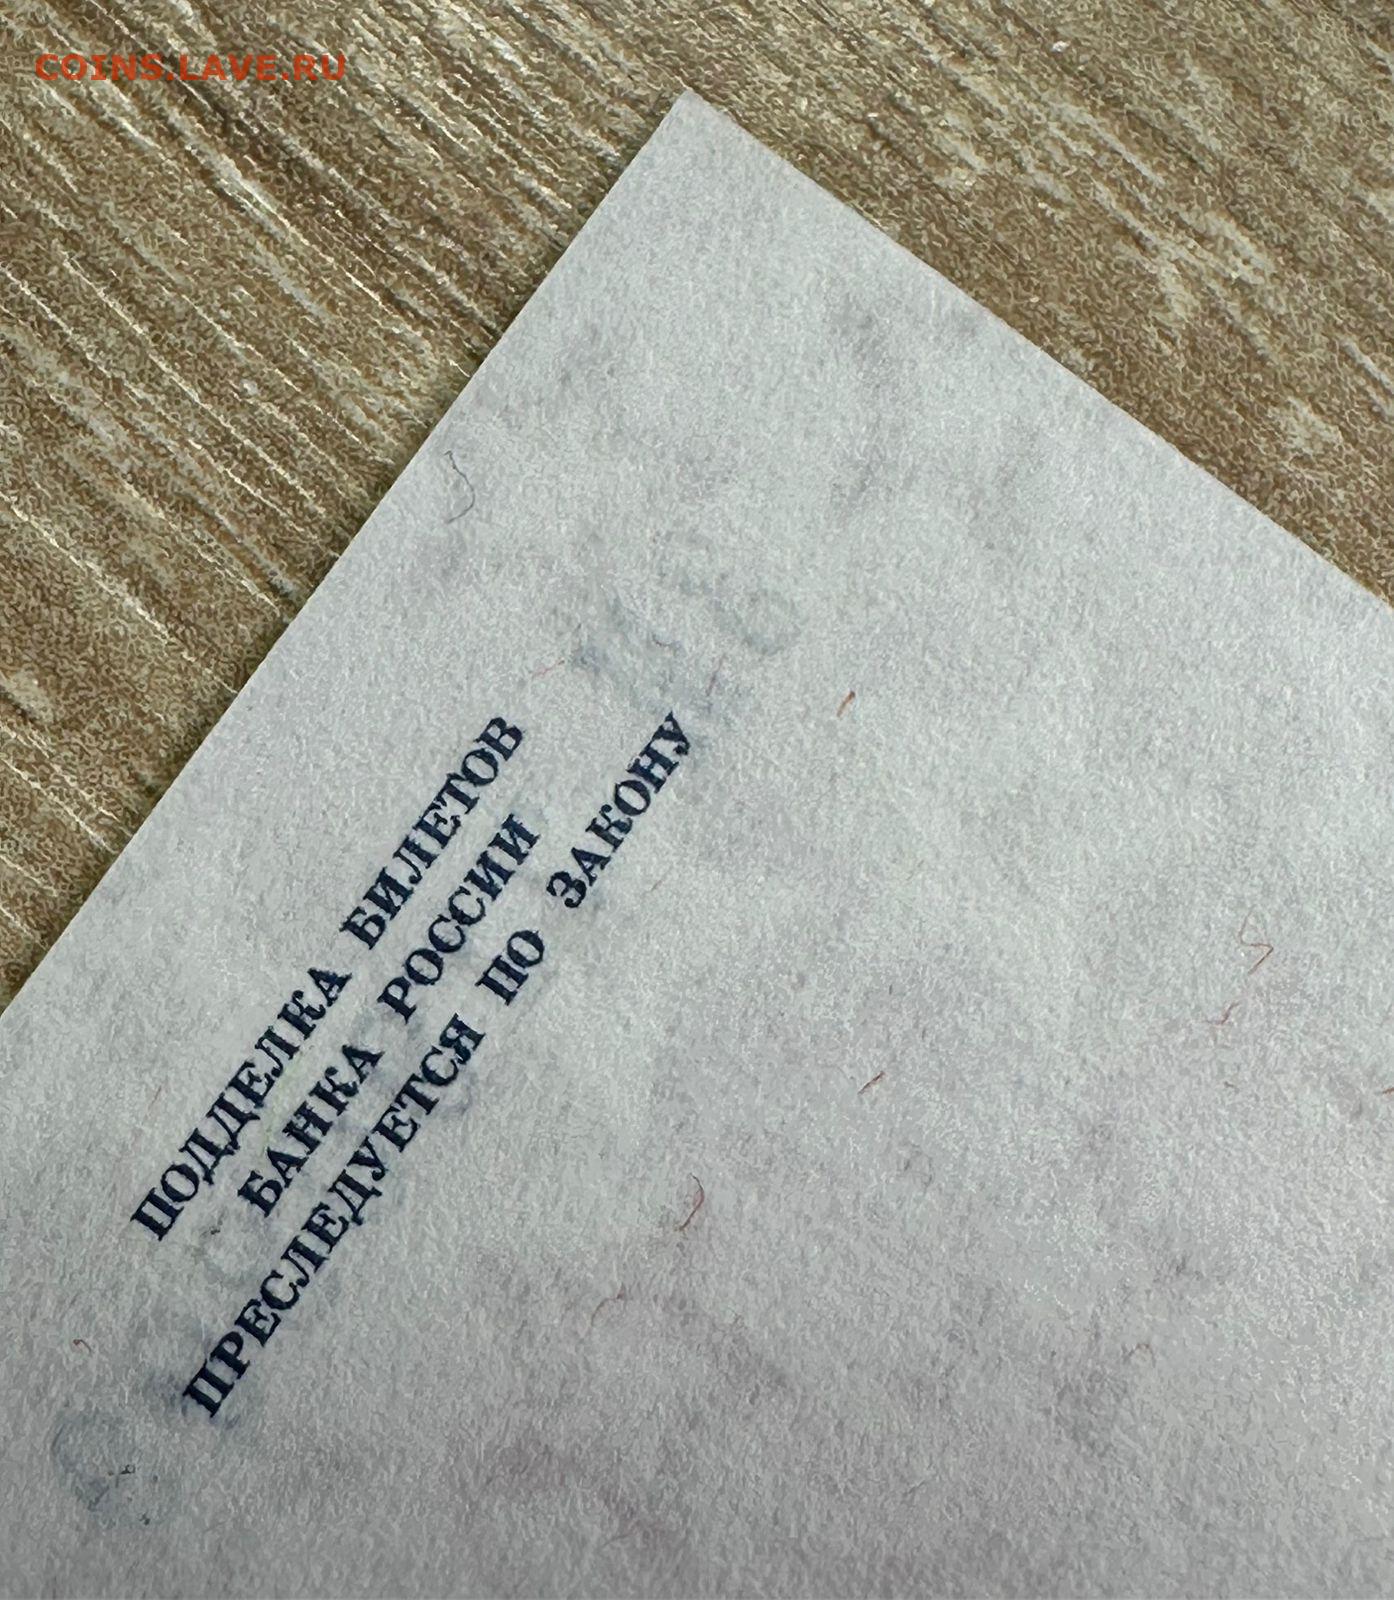 COINS.LAVE.RU
ПОДДЕЛКА БИЛЕТОВ
БАНКА РОССИИ
ПРЕСЛЕДУЕТСЯ ПО ЗАКОНУ